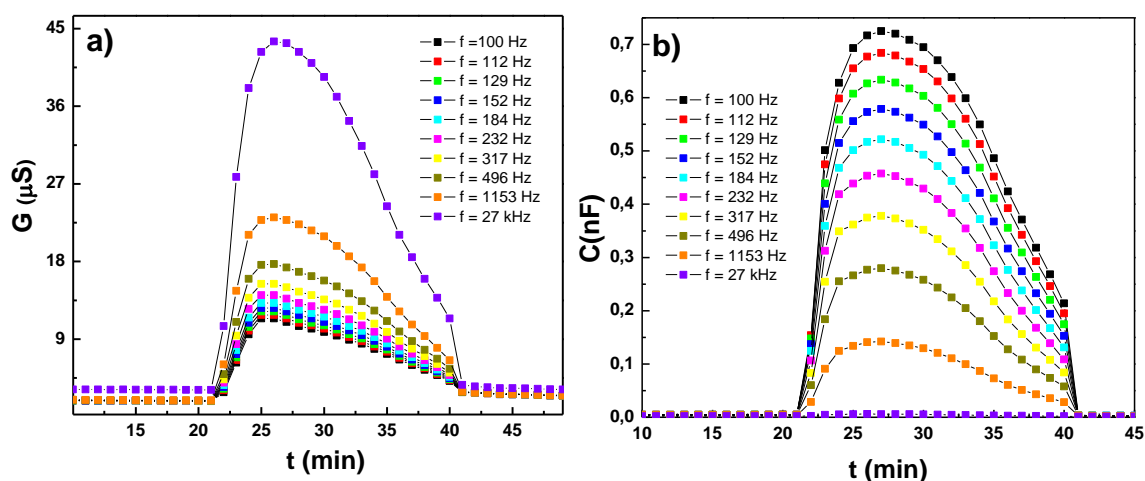 a)
G (μS)
45
36
27
18
9
f =100 Hz
f = 112 Hz
f = 129 Hz
f = 152 Hz
f = 184 Hz
f = 232 Hz
f = 317 Hz
f = 496 Hz
f = 1153 Hz
f = 27 kHz
10 15 20 25 30 35 40 45
t (min)
b)
C(nF)
0,7
0,6
0,5
0,4
0,3
0,2
0,1
0,0
f = 100 Hz
f = 112 Hz
f = 129 Hz
f = 152 Hz
f = 184 Hz
f = 232 Hz
f = 317 Hz
f = 496 Hz
f = 1153 Hz
f = 27 kHz
10 15 20 25 30 35 40 45
t (min)